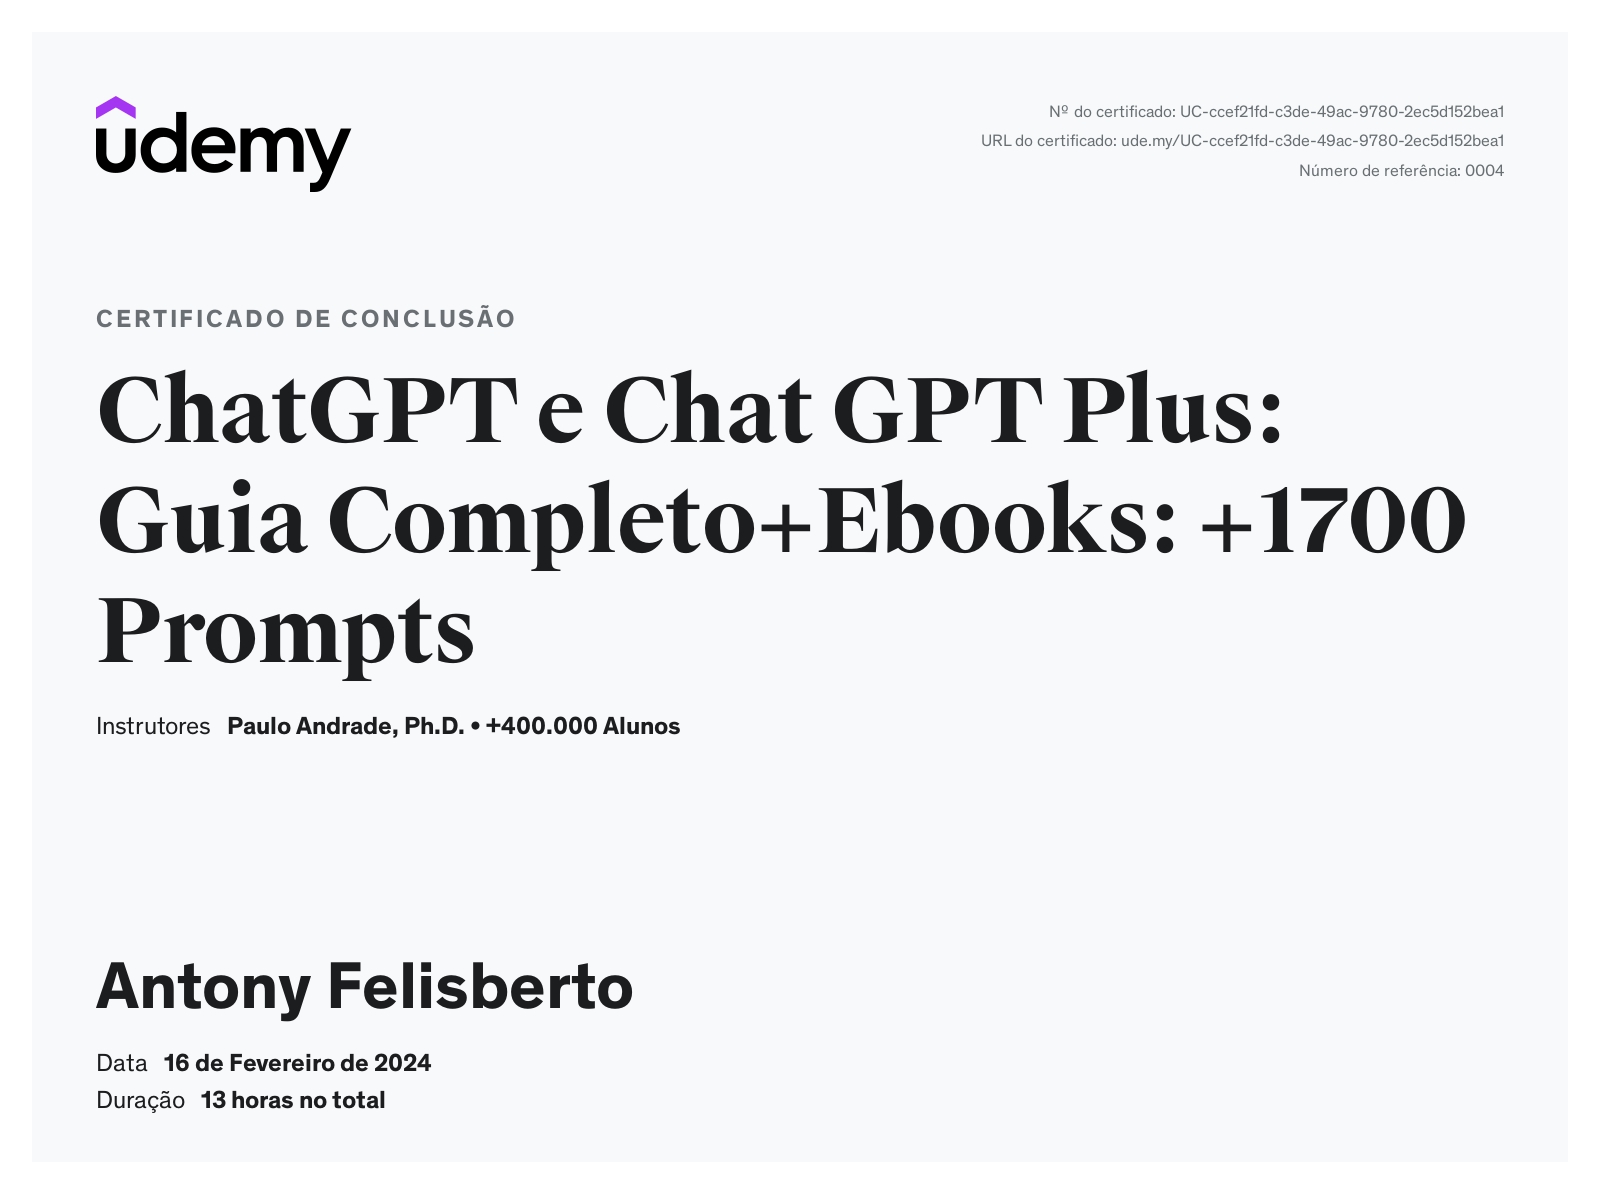 udemy
Nº do certificado: UC-ccef21fd-c3de-49ac-9780-2ec5d152bea1
URL do certificado: ude.my/UC-ccef21fd-c3de-49ac-9780-2ec5d152bea1
Número de referência: 0004
CERTIFICADO DE CONCLUSÃO
ChatGPT e Chat GPT Plus:
Guia Completo+Ebooks: +1700
Prompts
Instrutores Paulo Andrade, Ph.D. • +400.000 Alunos
Antony Felisberto
Data 16 de Fevereiro de 2024
Duração 13 horas no total